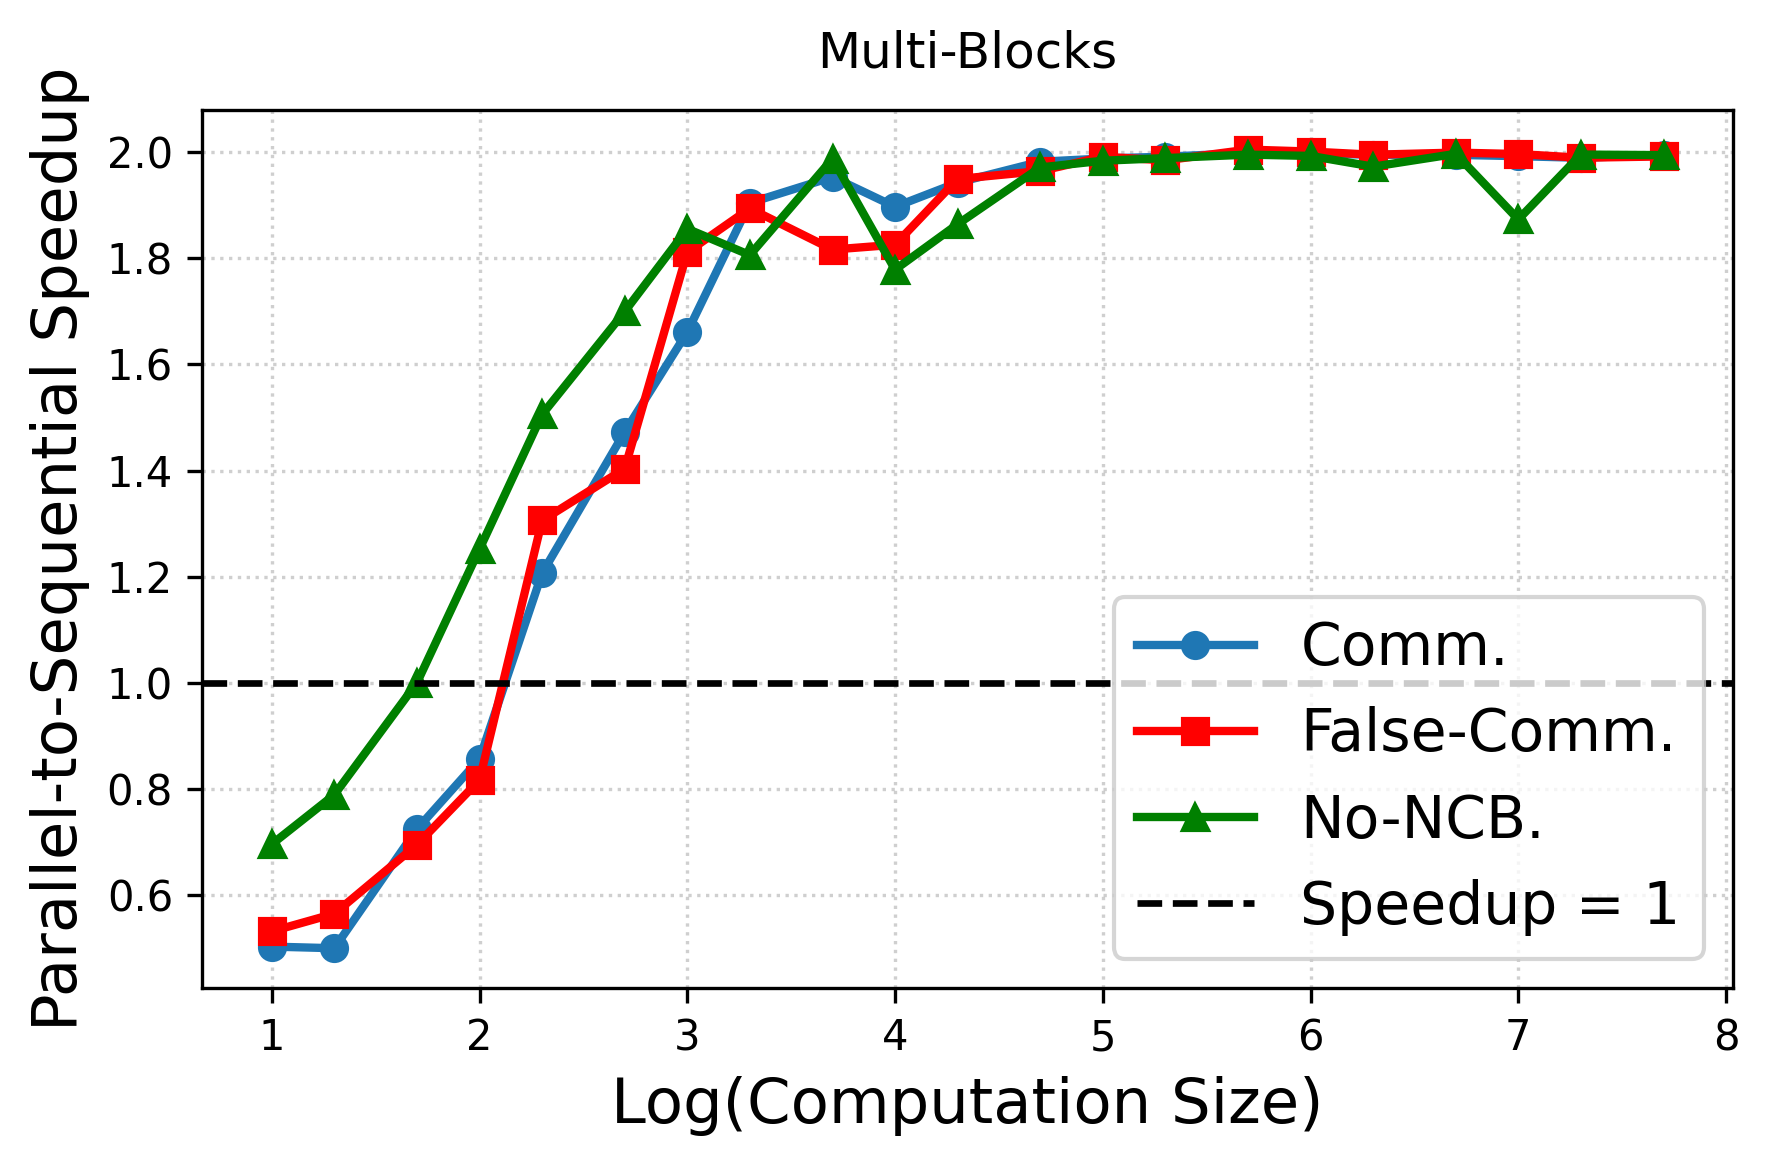 Multi-Blocks
Parallel-to-Sequential Speedup
2.0
1.8
1.6
1.4
1.2
1.0
0.8
0.6
Comm.
False-Comm.
No-NCB.
Speedup = 1
1 2 3 4 5 6 7 8
Log(Computation Size)